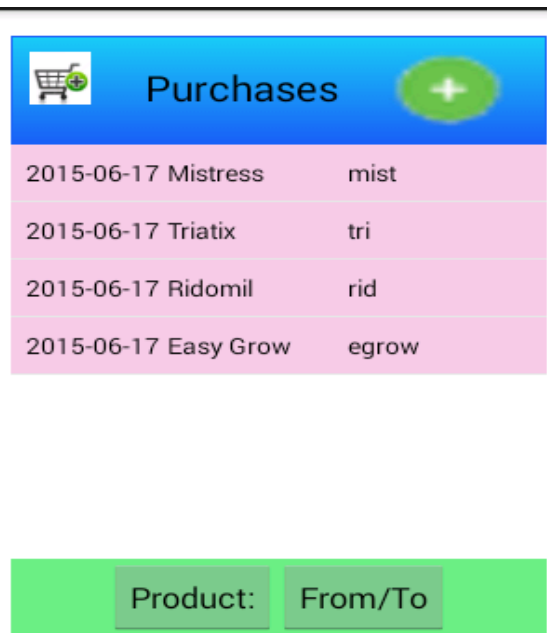 Purchases
2015-06-17 Mistress mist
2015-06-17 Triatix tri
2015-06-17 Ridomil rid
2015-06-17 Easy Grow egrow
Product: From/To